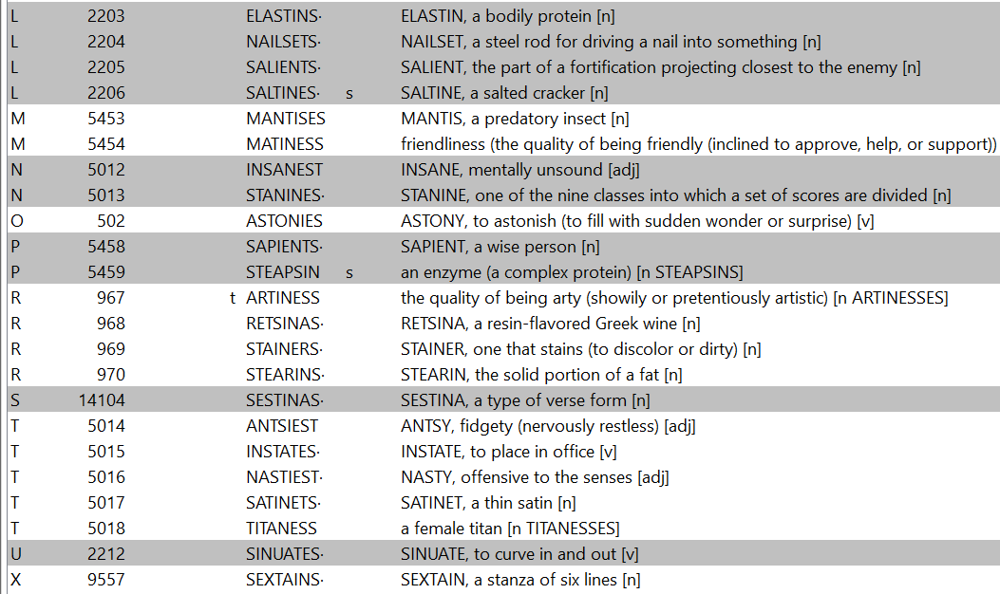 L 2203 ELASTINS· ELASTIN, a bodily protein [n]
L 2204 NAILSETS· NAILSET, a steel rod for driving a nail into something [n]
L 2205 SALIENTS· SALIENT, the part of a fortification projecting closest to the enemy [n]
L 2206 SALTINES· s SALTINE, a salted cracker [n]
M 5453 MANTISES MANTIS, a predatory insect [n]
M 5454 MATINESS friendliness (the quality of being friendly (inclined to approve, help, or support))
N 5012 INSANEST INSANE, mentally unsound [adj]
N 5013 STANINES· STANINE, one of the nine classes into which a set of scores are divided [n]
O 502 ASTONIES ASTONY, to astonish (to fill with sudden wonder or surprise) [v]
P 5458 SAPIENTS· SAPIENT, a wise person [n]
P 5459 STEAPSIN s an enzyme (a complex protein) [n STEAPSINS]
R 967 t ARTINESS the quality of being arty (showily or pretentiously artistic) [n ARTINESSES]
R 968 RETSINAS· RETSINA, a resin-flavored Greek wine [n]
R 969 STAINERS· STAINER, one that stains (to discolor or dirty) [n]
R 970 STEARINS· STEARIN, the solid portion of a fat [n]
S 14104 SESTINAS· SESTINA, a type of verse form [n]
T 5014 ANTSIEST ANTSY, fidgety (nervously restless) [adj]
T 5015 INSTATES· INSTATE, to place in office [v]
T 5016 NASTIEST· NASTY, offensive to the senses [adj]
T 5017 SATINETS· SATINET, a thin satin [n]
T 5018 TITANESS a female titan [n TITANESSES]
U 2212 SINUATES· SINUATE, to curve in and out [v]
X 9557 SEXTAINS· SEXTAIN, a stanza of six lines [n]